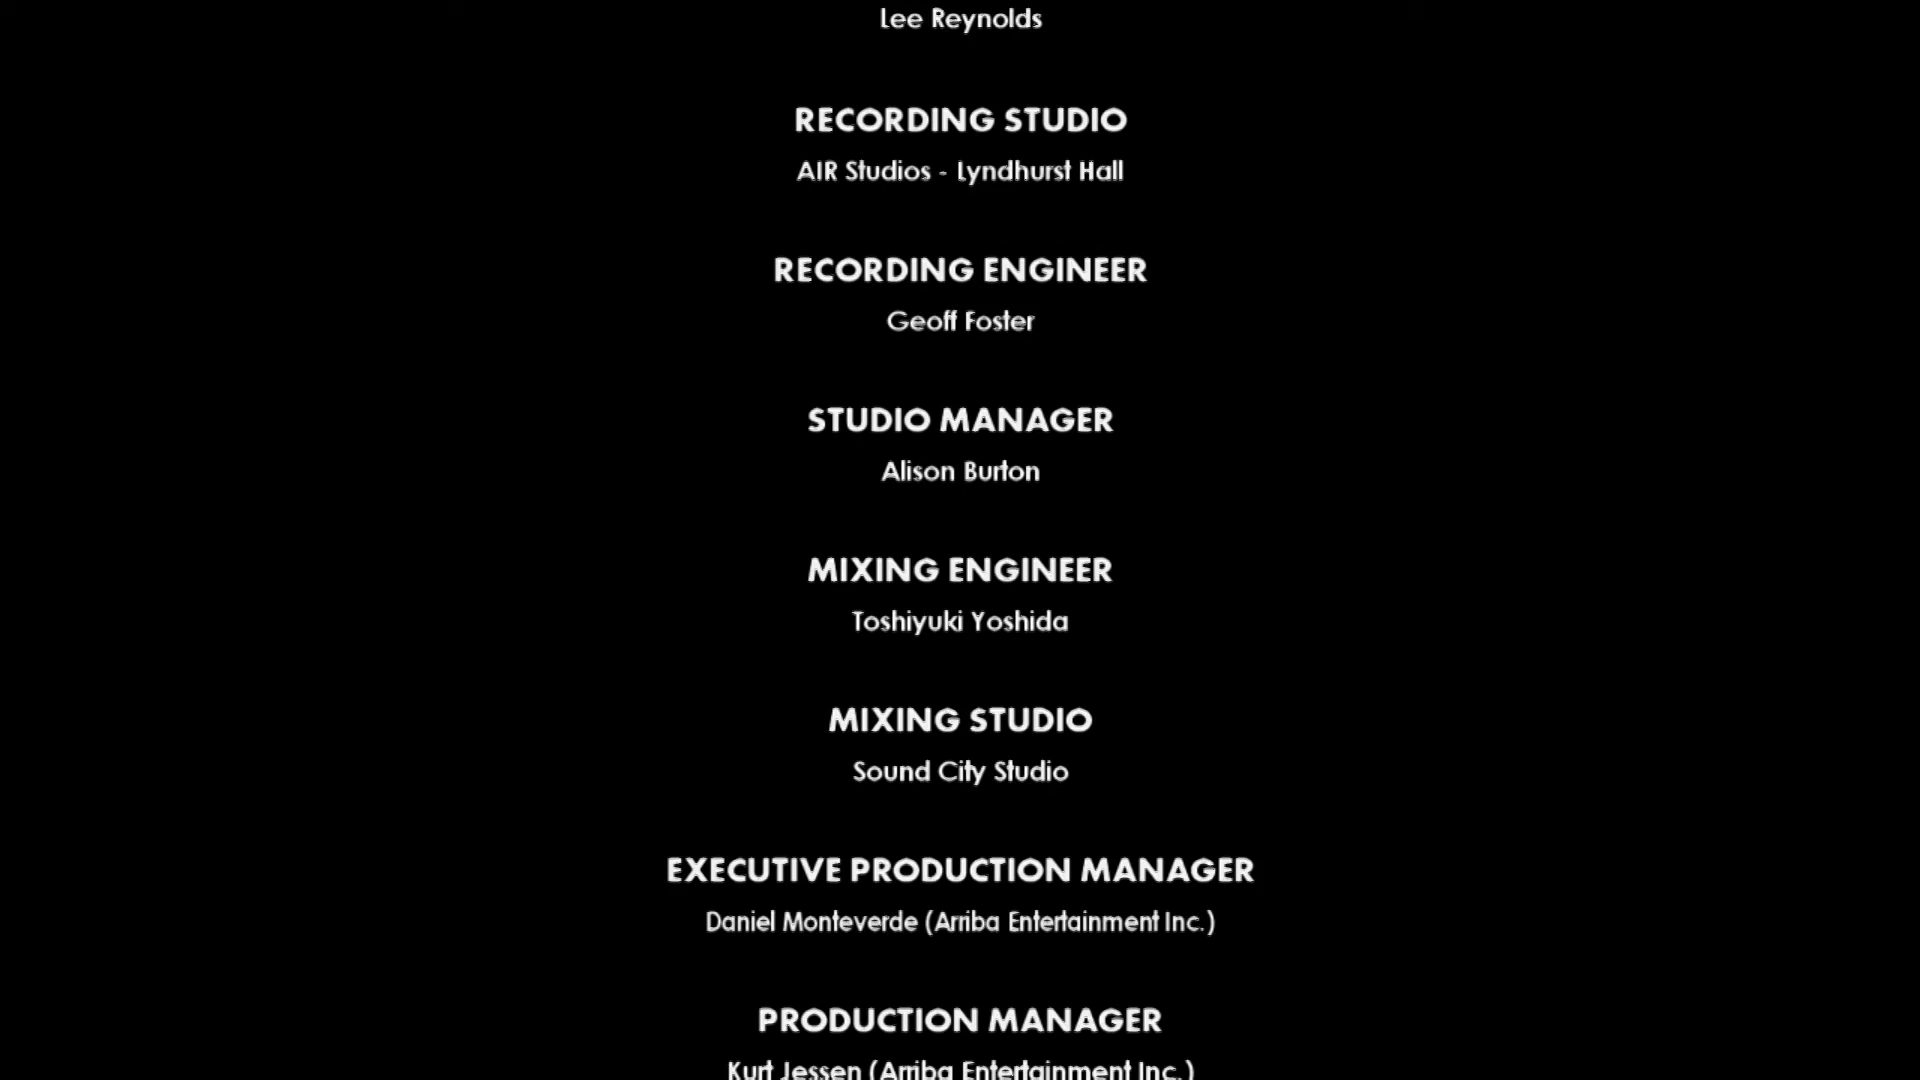 Lee Reynolds
RECORDING STUDIO
AIR Studios - Lyndhurst Hall
RECORDING ENGINEER
Geoff Foster
STUDIO MANAGER
Alison Burton
MIXING ENGINEER
Toshiyuki Yoshida
MIXING STUDIO
Sound City Studio
EXECUTIVE PRODUCTION MANAGER
Daniel Monteverde (Arriba Entertainment Inc.)
PRODUCTION MANAGER
Kurt Jessen (Arriba Entertainment Inc.)